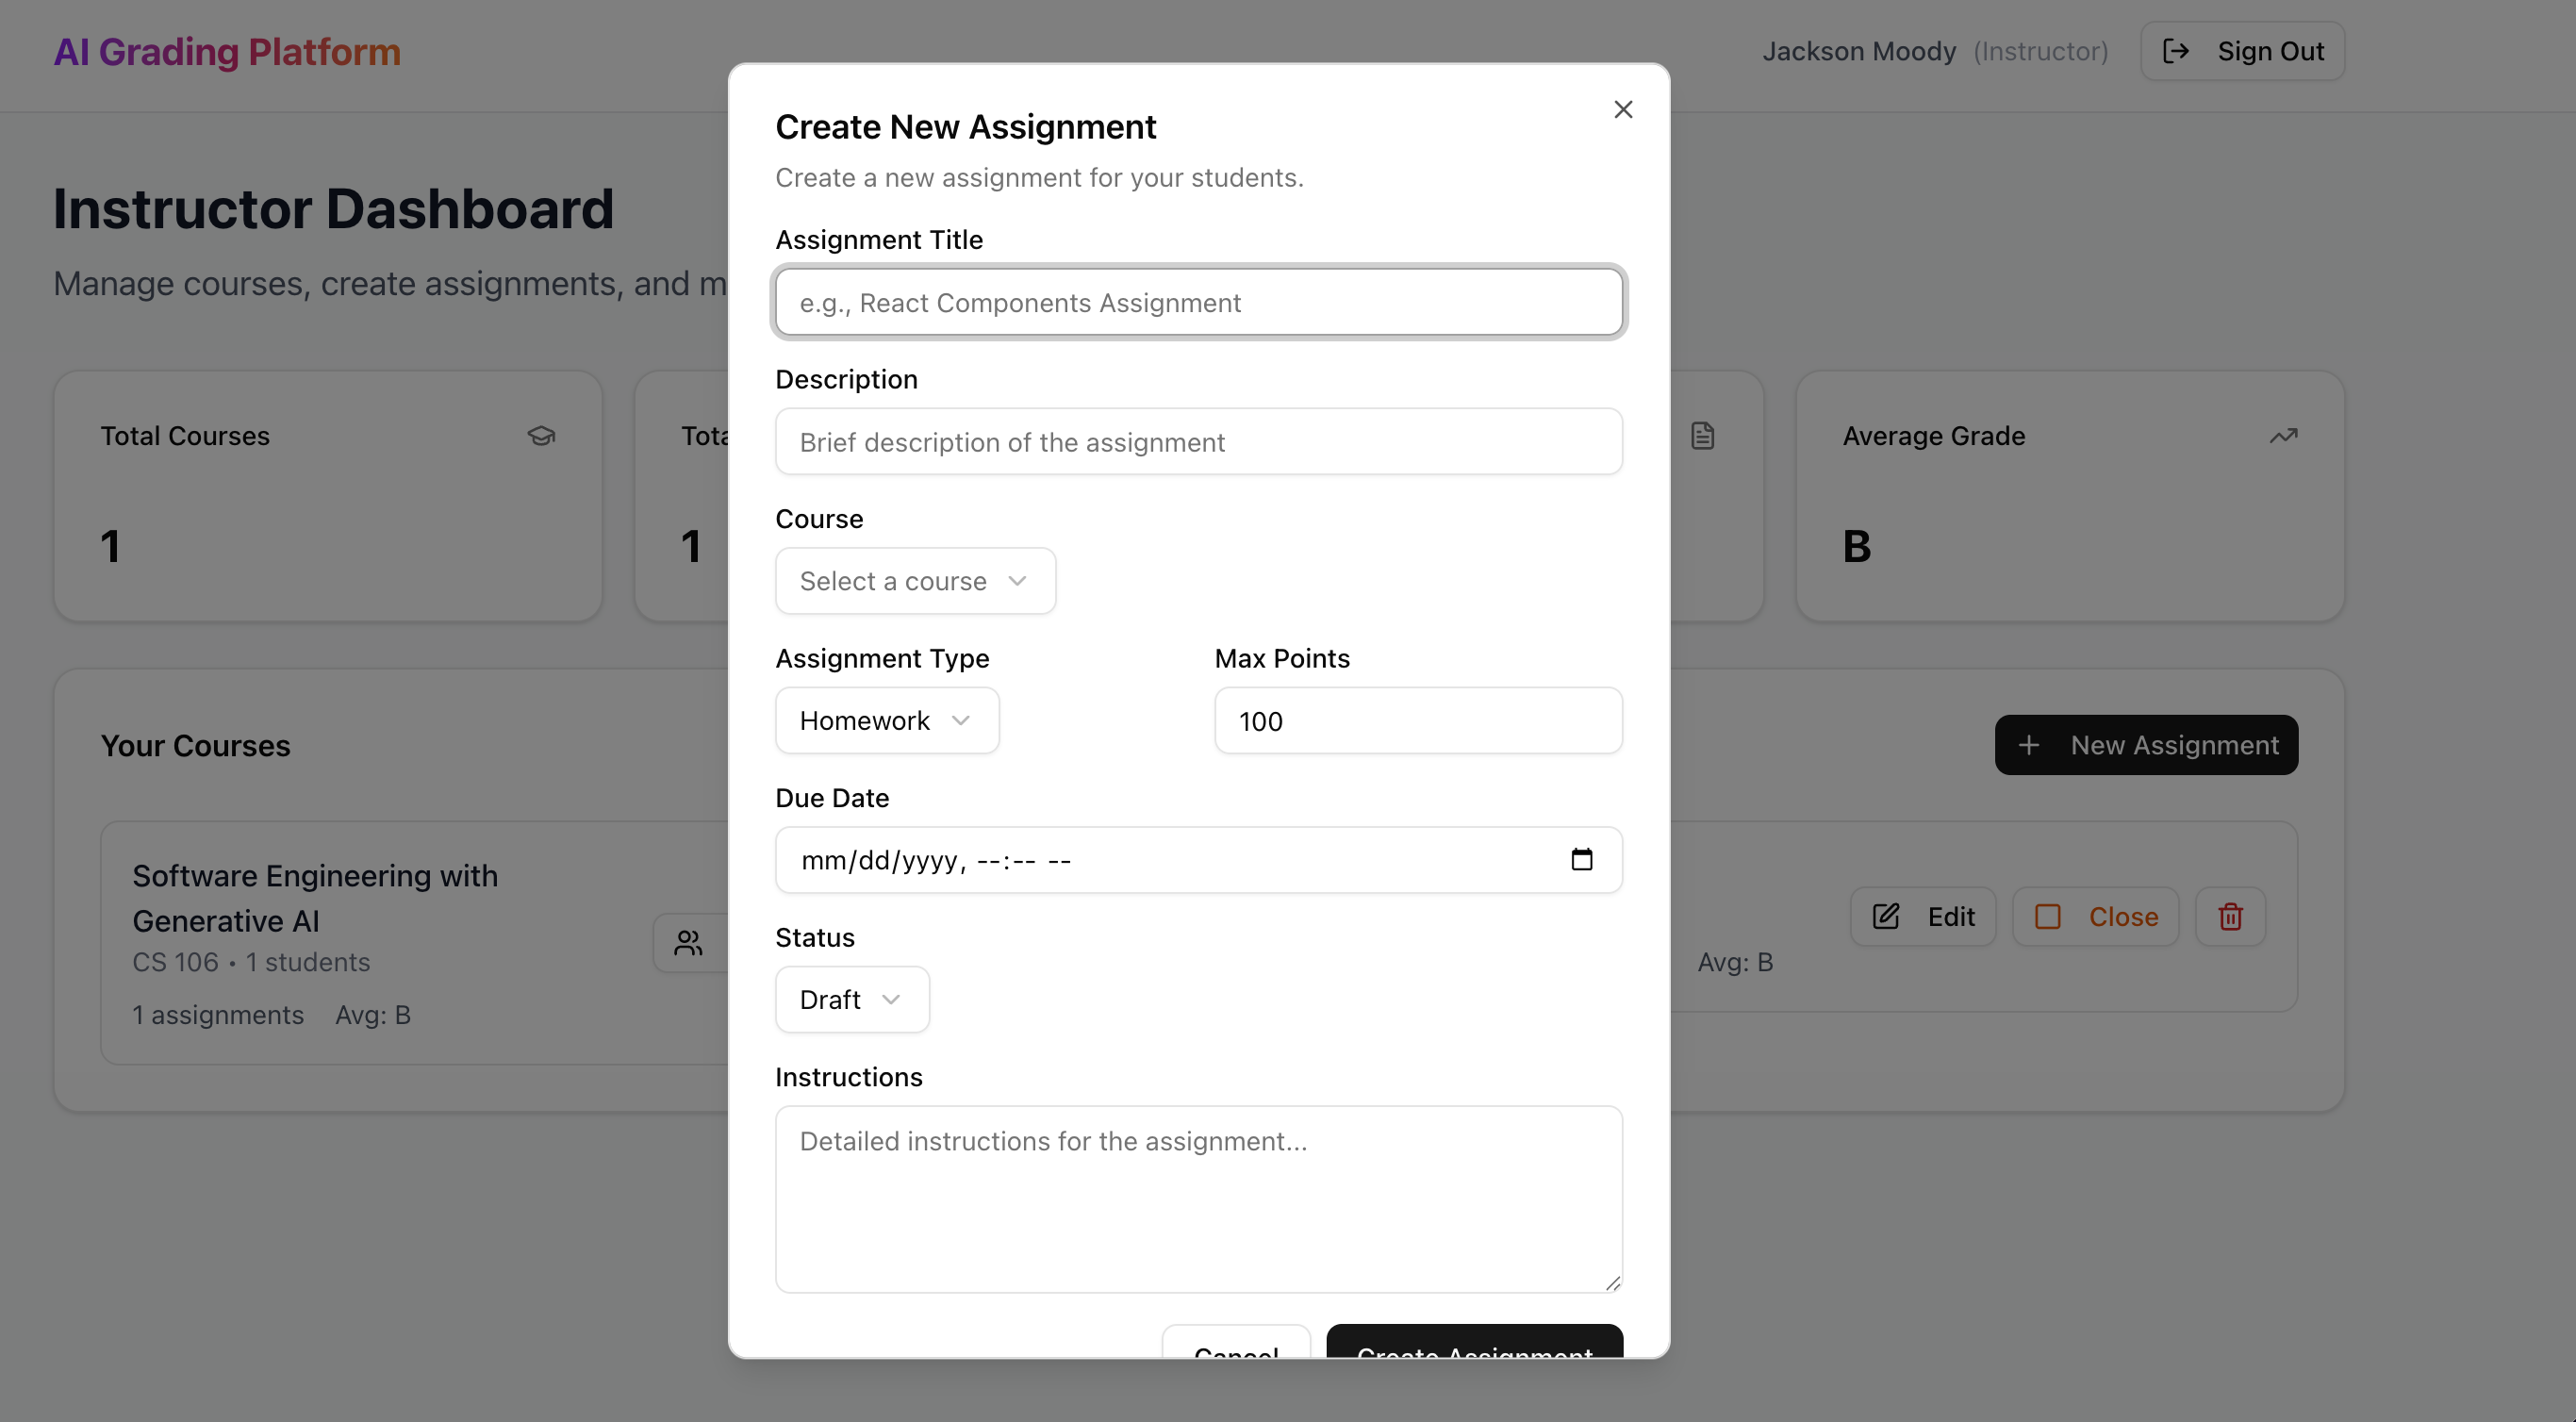 AI Grading Platform
Jackson Moody (Instructor)
Sign Out
Instructor Dashboard
Manage courses, create assignments, and m
Total Courses
1
1
Average Grade
B
Your Courses
Software Engineering with
Generative AI
CS 106 • 1 students
1 assignments Avg: B
New Assignment
Edit
Close
Avg: B
Create New Assignment
Create a new assignment for your students.
Assignment Title
e.g., React Components Assignment
Description
Brief description of the assignment
Course
Select a course
Assignment Type
Homework
Max Points
100
Due Date
mm/dd/yyyy, --:-- --
Status
Draft
Instructions
Detailed instructions for the assignment...
Cancel
Create Assignment